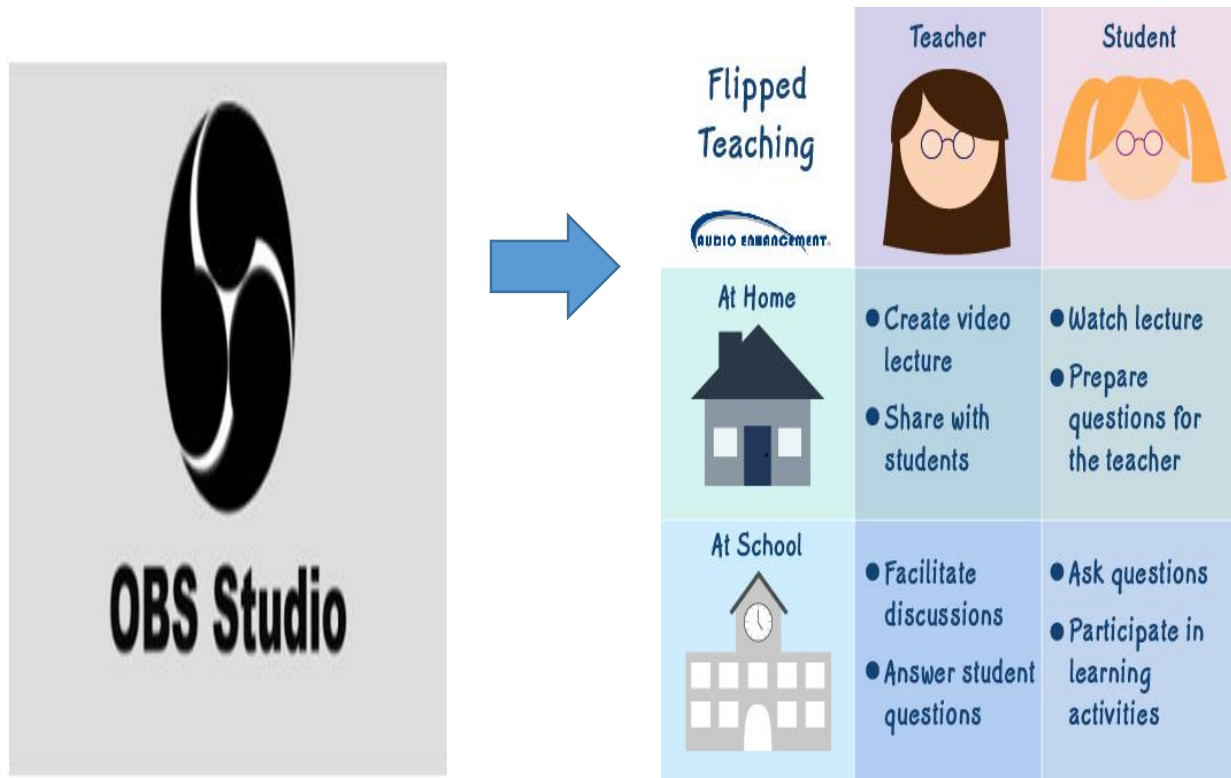 OBS Studio
Flipped
Teaching
AUDIO ENHANCEMENT
Teacher
Student
At Home
● Create video
lecture
● Share with
students
● Watch lecture
● Prepare
questions for
the teacher
At School
● Facilitate
discussions
● Answer student
questions
● Ask questions
● Participate in
learning
activities